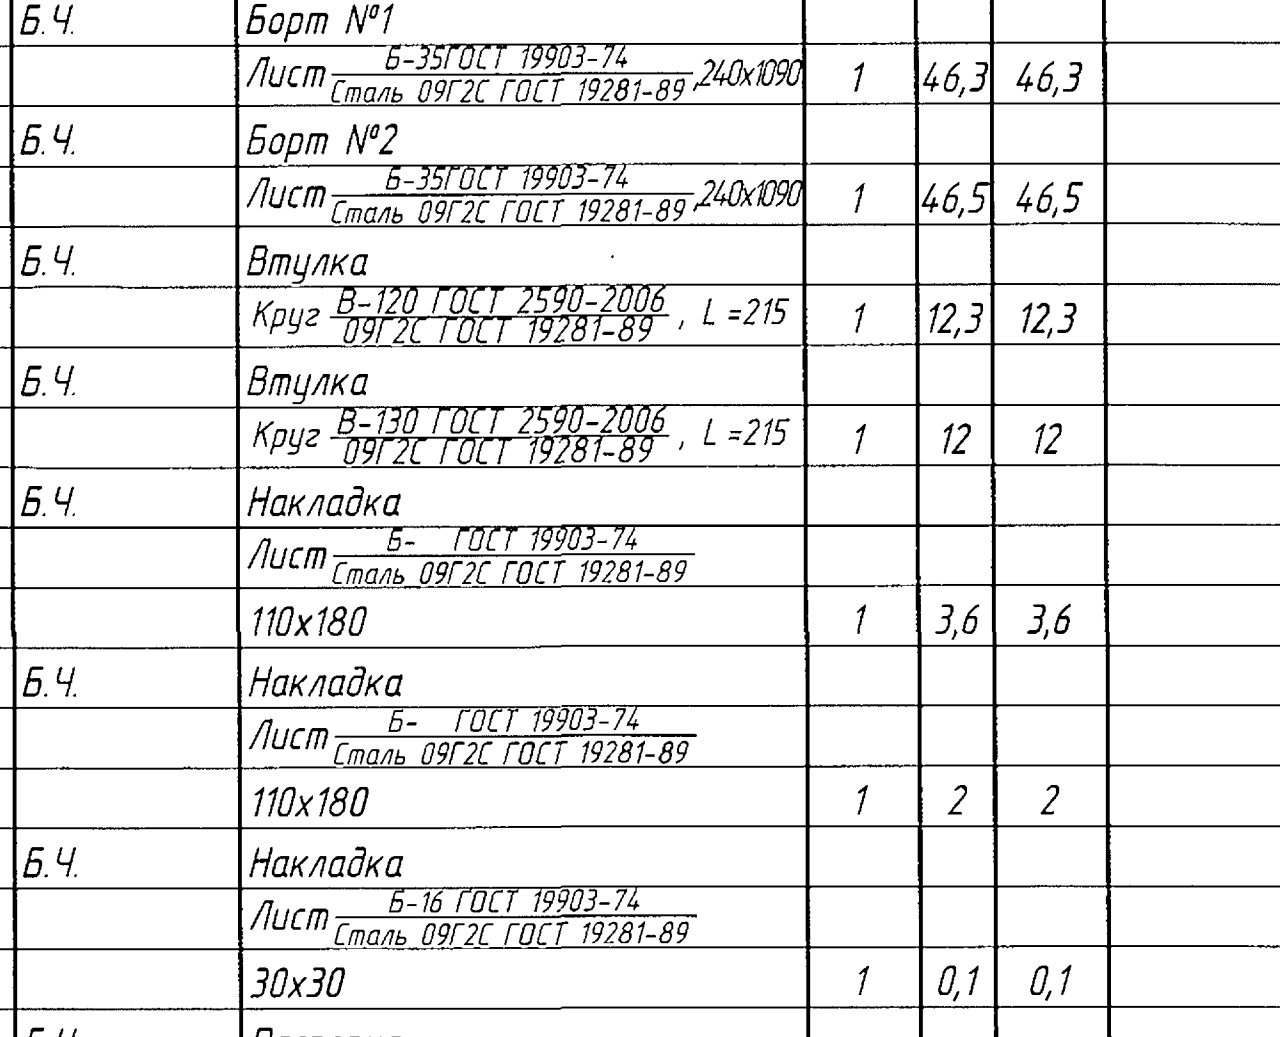 Б.Ч. Борт №1
Лист Б-35ГОСТ 19903-74
Сталь 09Г2С ГОСТ 19281-89 ,240х1090 1 46,3 46,3
Б.Ч. Борт №2
Лист Б-35ГОСТ 19903-74
Сталь 09Г2С ГОСТ 19281-89 ,240х1090 1 46,5 46,5
Б.Ч. Втулка
Круг В-120 ГОСТ 2590-2006
09Г2С ГОСТ 19281-89 , L =215 1 12,3 12,3
Б.Ч. Втулка
Круг В-130 ГОСТ 2590-2006
09Г2С ГОСТ 19281-89 , L =215 1 12 12
Б.Ч. Накладка
Лист Б- ГОСТ 19903-74
Сталь 09Г2С ГОСТ 19281-89
110х180 1 3,6 3,6
Б.Ч. Накладка
Лист Б- ГОСТ 19903-74
Сталь 09Г2С ГОСТ 19281-89
110х180 1 2 2
Б.Ч. Накладка
Лист Б-16 ГОСТ 19903-74
Сталь 09Г2С ГОСТ 19281-89
30х30 1 0,1 0,1
Б.Ч.